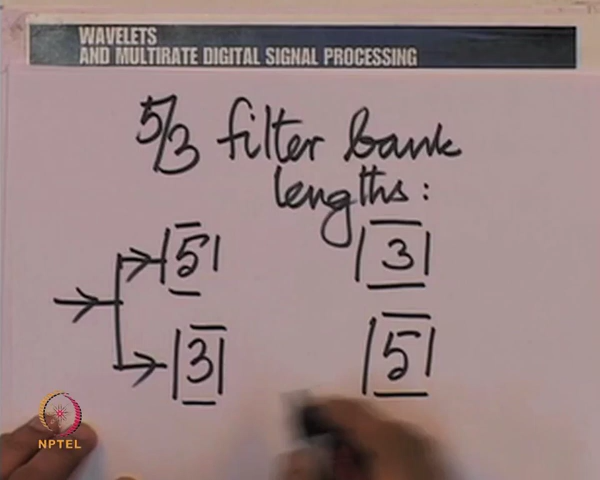 WAVELETS
AND MULTIRATE DIGITAL SIGNAL PROCESSING
5/3 filter bank
lengths:
5 3
3 5
NPTEL